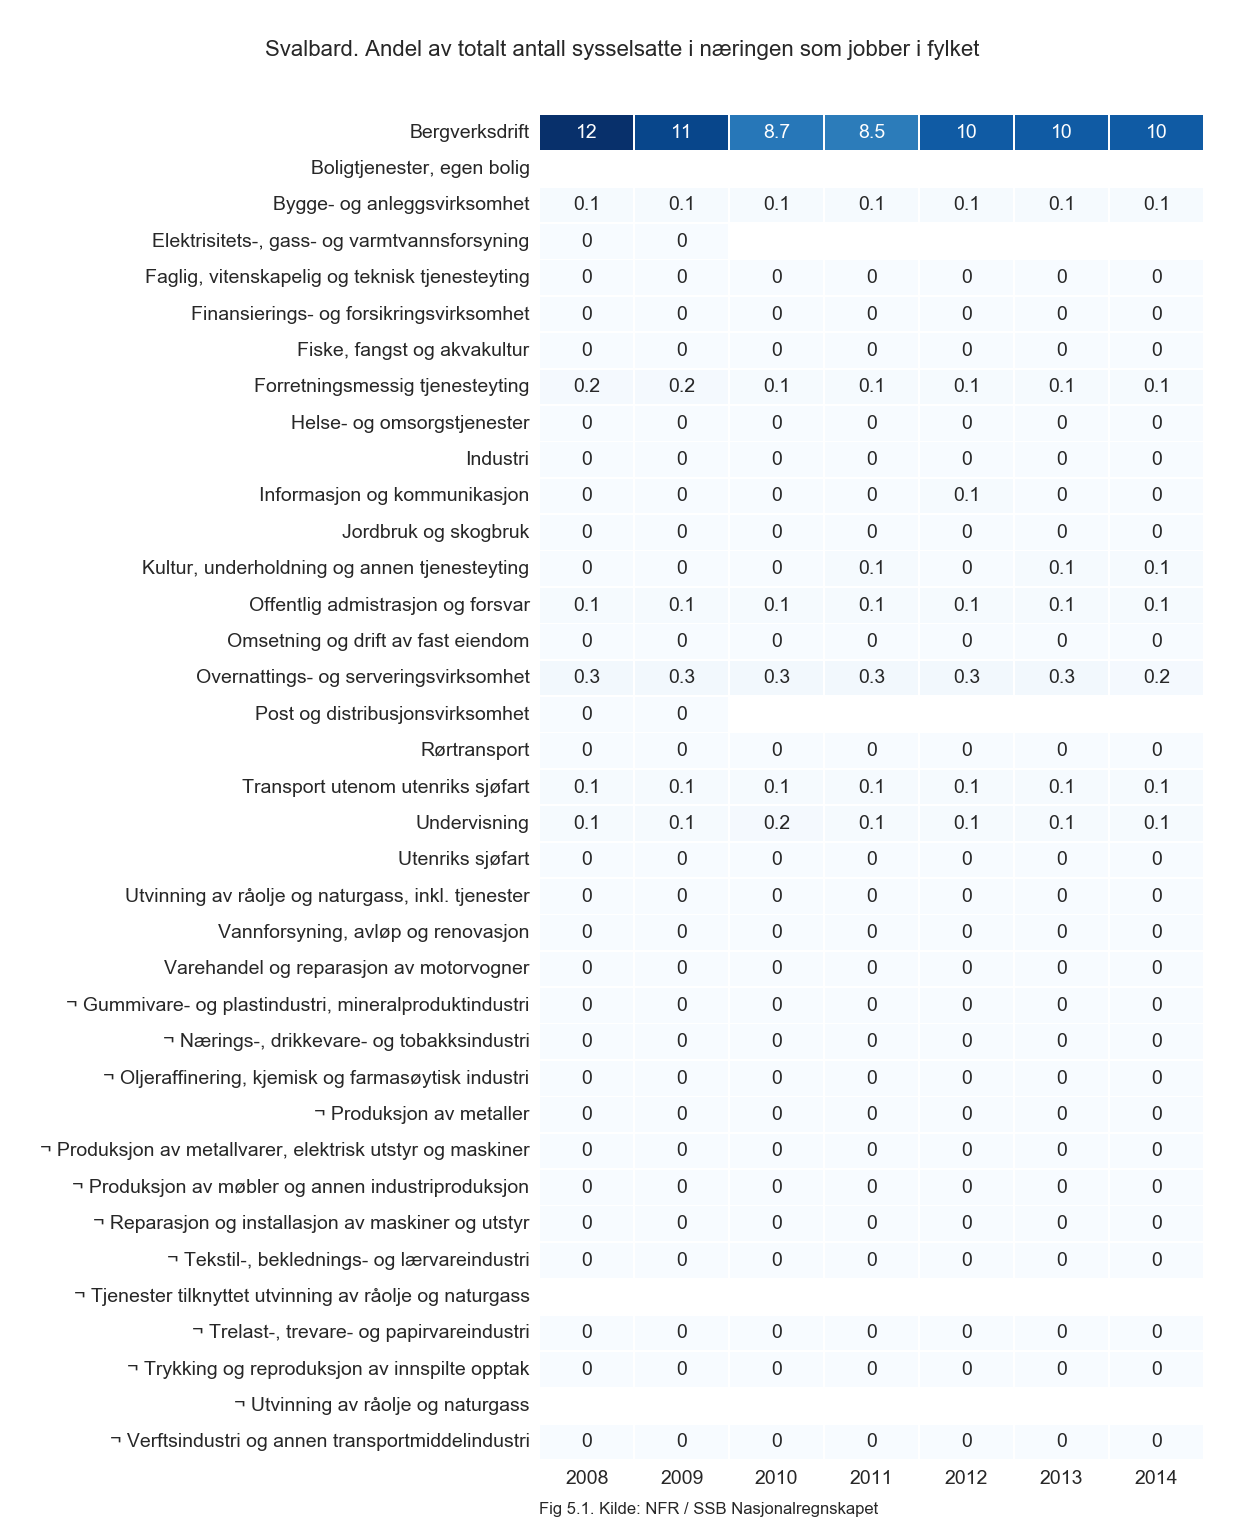 Svalbard. Andel av totalt antall sysselsatte i næringen som jobber i fylket
Bergverksdrift 12 11 8.7 8.5 10 10 10
Boligtjenester, egen bolig
Bygge- og anleggsvirksomhet 0.1 0.1 0.1 0.1 0.1 0.1 0.1
Elektrisitets-, gass- og varmtvannsforsyning 0 0
Faglig, vitenskapelig og teknisk tjenesteyting 0 0 0 0 0 0 0
Finansierings- og forsikringsvirksomhet 0 0 0 0 0 0 0
Fiske, fangst og akvakultur 0 0 0 0 0 0 0
Forretningsmessig tjenesteyting 0.2 0.2 0.1 0.1 0.1 0.1 0.1
Helse- og omsorgstjenester 0 0 0 0 0 0 0
Industri 0 0 0 0 0 0 0
Informasjon og kommunikasjon 0 0 0 0 0.1 0 0
Jordbruk og skogbruk 0 0 0 0 0 0 0
Kultur, underholdning og annen tjenesteyting 0 0 0 0.1 0 0.1 0.1
Offentlig admistrasjon og forsvar 0.1 0.1 0.1 0.1 0.1 0.1 0.1
Omsetning og drift av fast eiendom 0 0 0 0 0 0 0
Overnattings- og serveringsvirksomhet 0.3 0.3 0.3 0.3 0.3 0.3 0.2
Post og distribusjonsvirksomhet 0 0
Rørtransport 0 0 0 0 0 0 0
Transport utenom utenriks sjøfart 0.1 0.1 0.1 0.1 0.1 0.1 0.1
Undervisning 0.1 0.1 0.2 0.1 0.1 0.1 0.1
Utenriks sjøfart 0 0 0 0 0 0 0
Utvinning av råolje og naturgass, inkl. tjenester 0 0 0 0 0 0 0
Vannforsyning, avløp og renovasjon 0 0 0 0 0 0 0
Varehandel og reparasjon av motorvogner 0 0 0 0 0 0 0
¬ Gummivare- og plastindustri, mineralproduktindustri 0 0 0 0 0 0 0
¬ Nærings-, drikkevare- og tobakksindustri 0 0 0 0 0 0 0
¬ Oljeraffinering, kjemisk og farmasøytisk industri 0 0 0 0 0 0 0
¬ Produksjon av metaller 0 0 0 0 0 0 0
¬ Produksjon av metallvarer, elektrisk utstyr og maskiner 0 0 0 0 0 0 0
¬ Produksjon av møbler og annen industriproduksjon 0 0 0 0 0 0 0
¬ Reparasjon og installasjon av maskiner og utstyr 0 0 0 0 0 0 0
¬ Tekstil-, beklednings- og lærvareindustri 0 0 0 0 0 0 0
¬ Tjenester tilknyttet utvinning av råolje og naturgass
¬ Trelast-, trevare- og papirvareindustri 0 0 0 0 0 0 0
¬ Trykking og reproduksjon av innspilte opptak 0 0 0 0 0 0 0
¬ Utvinning av råolje og naturgass
¬ Verftsindustri og annen transportmiddelindustri 0 0 0 0 0 0 0
2008 2009 2010 2011 2012 2013 2014
Fig 5.1. Kilde: NFR / SSB Nasjonalregnskapet